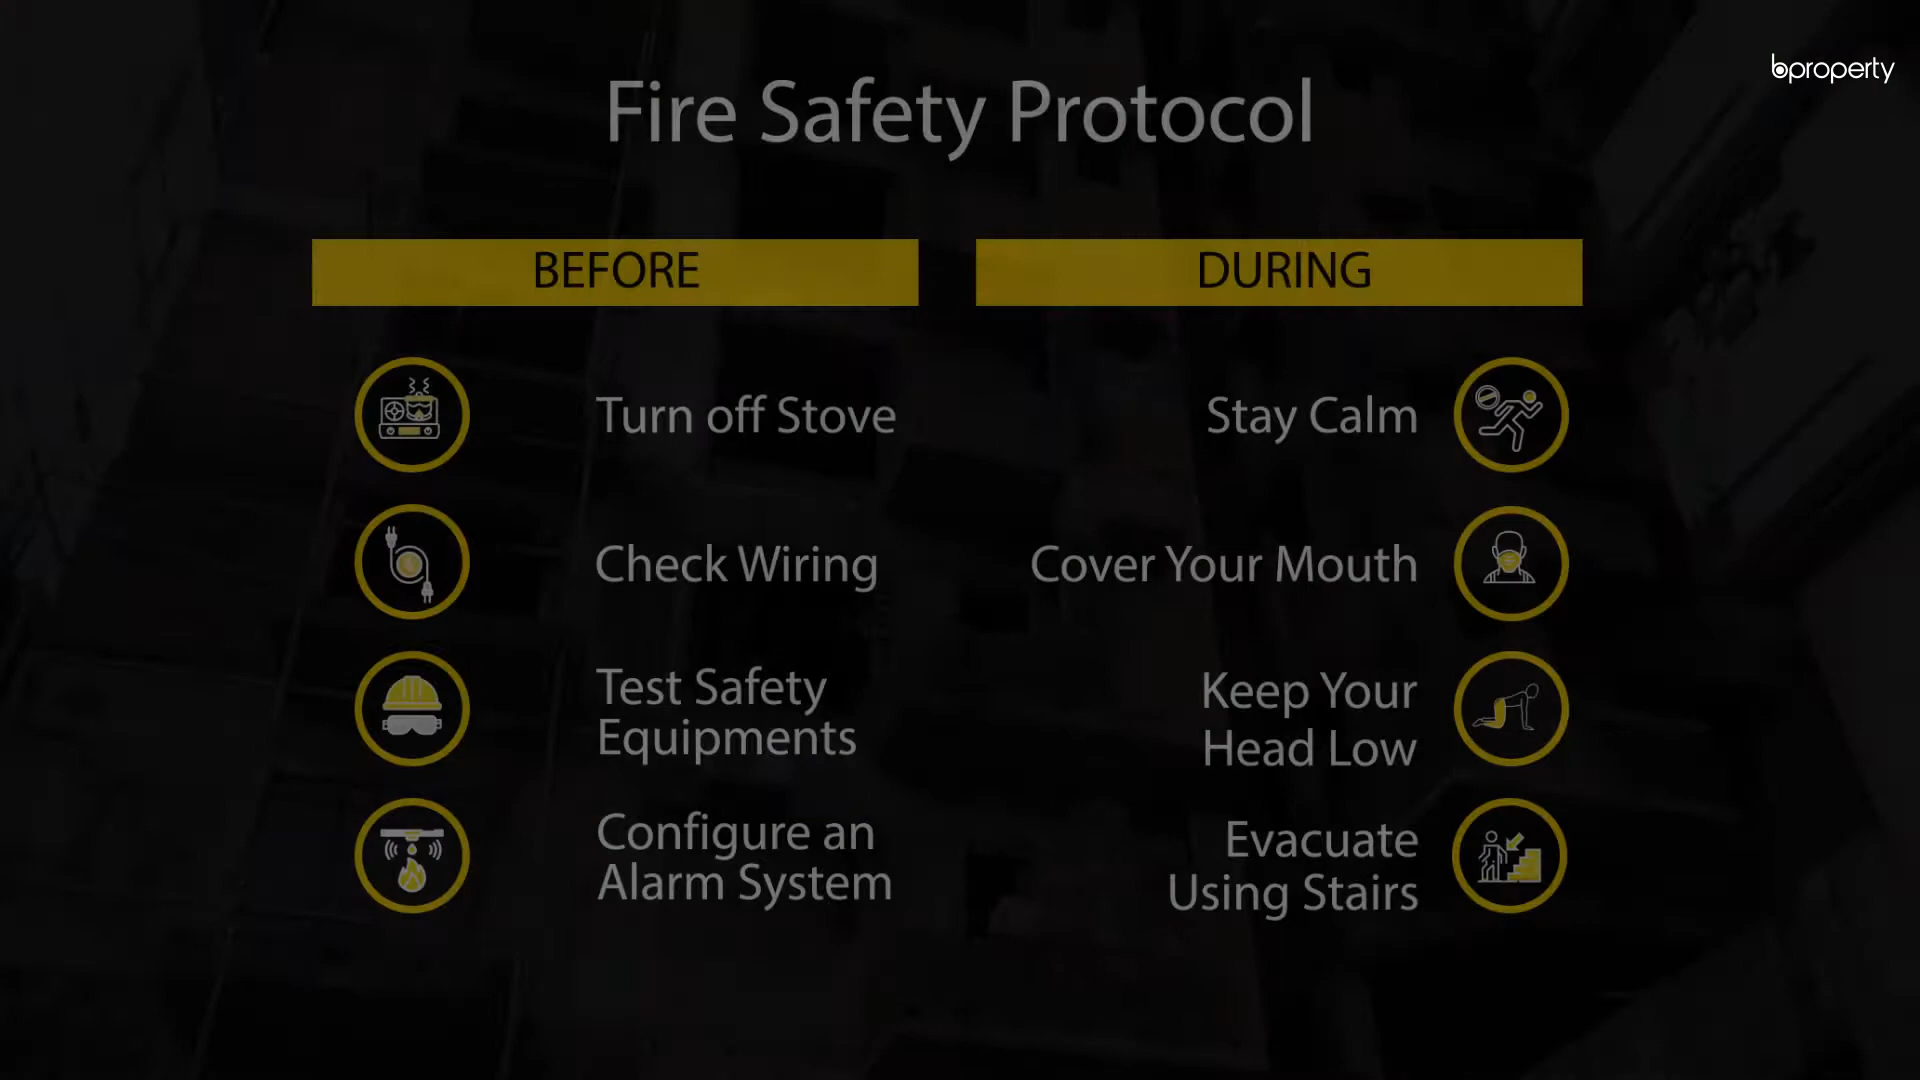 bproperty
Fire Safety Protocol
BEFORE
Turn off Stove
Check Wiring
Test Safety
Equipments
Configure an
Alarm System
DURING
Stay Calm
Cover Your Mouth
Keep Your
Head Low
Evacuate
Using Stairs